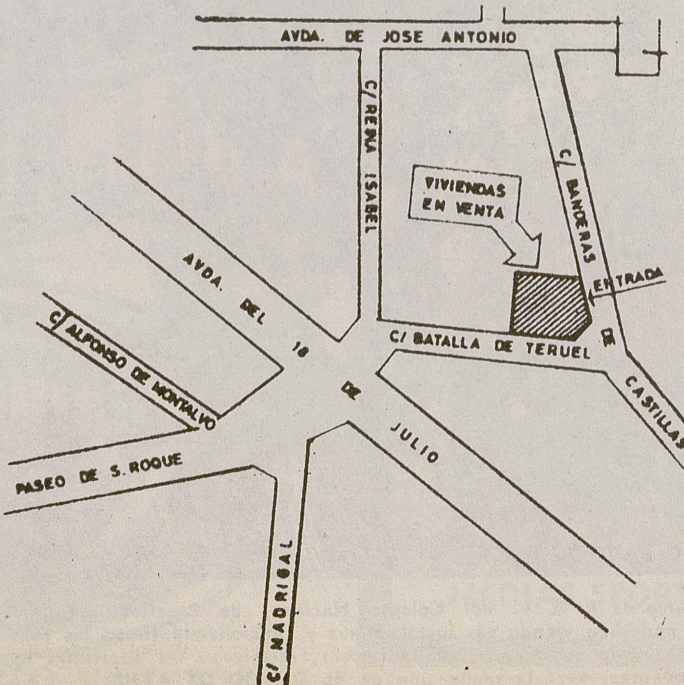 AVDA. DE JOSE ANTONIO
C/ REINA ISABEL
C/ BANDERAS DE CASTILLAS
VIVIENDAS
EN VENTA
ENTRADA
AVDA. DEL 18 DE JULIO
C/ BATALLA DE TERUEL
C/ ALFONSO DE MONTALVO
PASEO DE S. ROQUE
C/ MADRIGAL